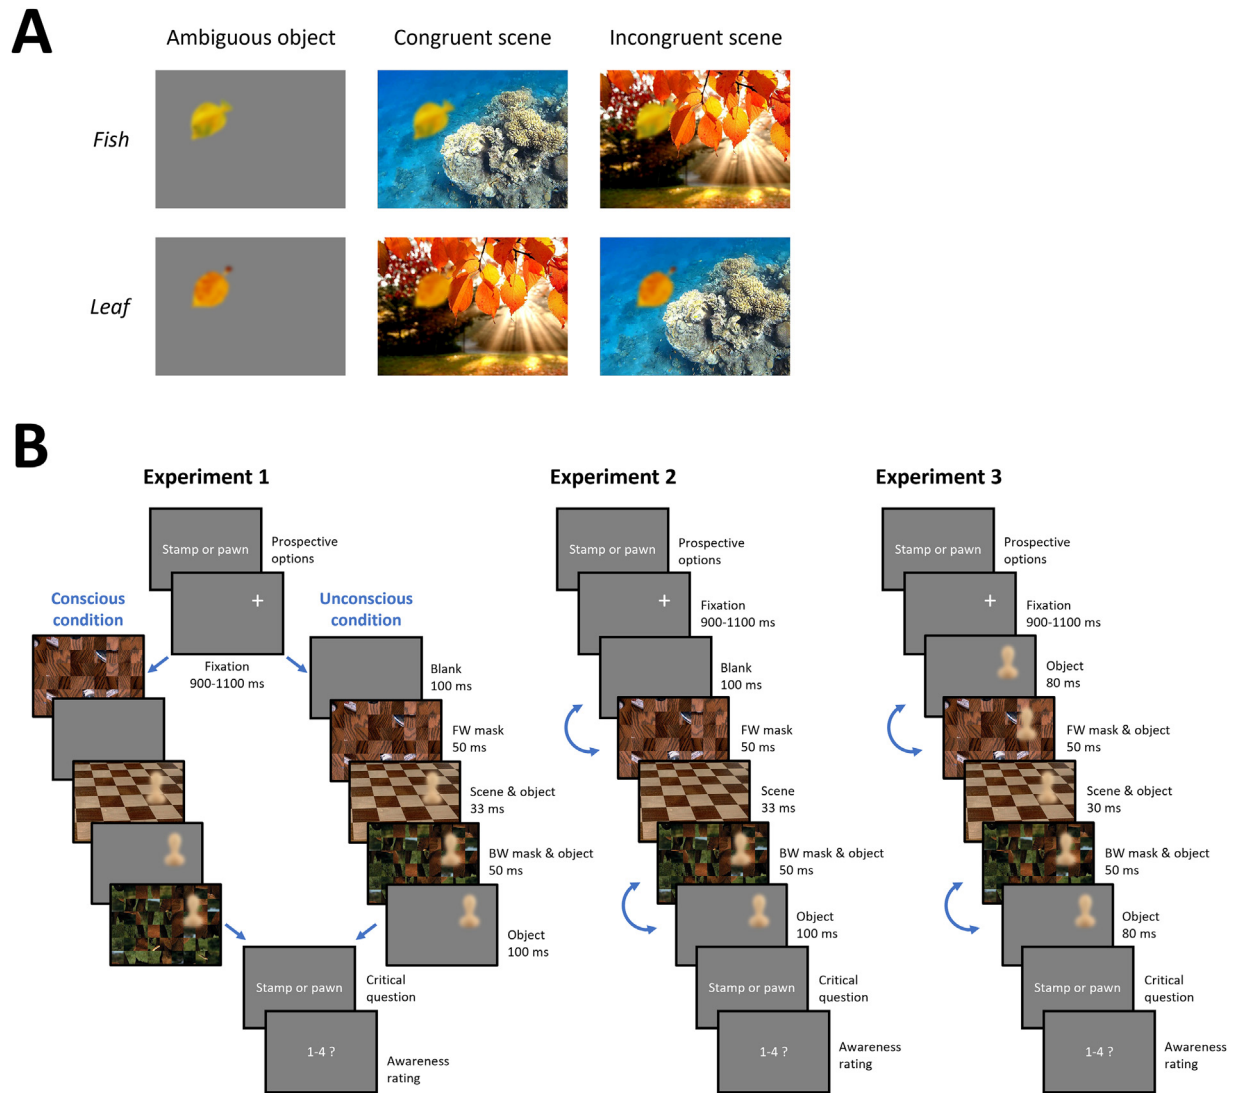 A
Ambiguous object
Congruent scene
Incongruent scene
Fish
Leaf
B
Experiment 1
Stamp or pawn
Prospective
options
+
Conscious
condition
Unconscious
condition
Fixation
900-1100 ms
Blank
100 ms
FW mask
50 ms
Scene & object
33 ms
BW mask & object
50 ms
Object
100 ms
Stamp or pawn
Critical
question
1-4 ?
Awareness
rating
Experiment 2
Stamp or pawn
Prospective
options
+
Fixation
900-1100 ms
Blank
100 ms
FW mask
50 ms
Scene
33 ms
BW mask & object
50 ms
Object
100 ms
Stamp or pawn
Critical
question
1-4 ?
Awareness
rating
Experiment 3
Stamp or pawn
Prospective
options
+
Fixation
900-1100 ms
Object
80 ms
FW mask & object
50 ms
Scene & object
30 ms
BW mask & object
50 ms
Object
80 ms
Stamp or pawn
Critical
question
1-4 ?
Awareness
rating